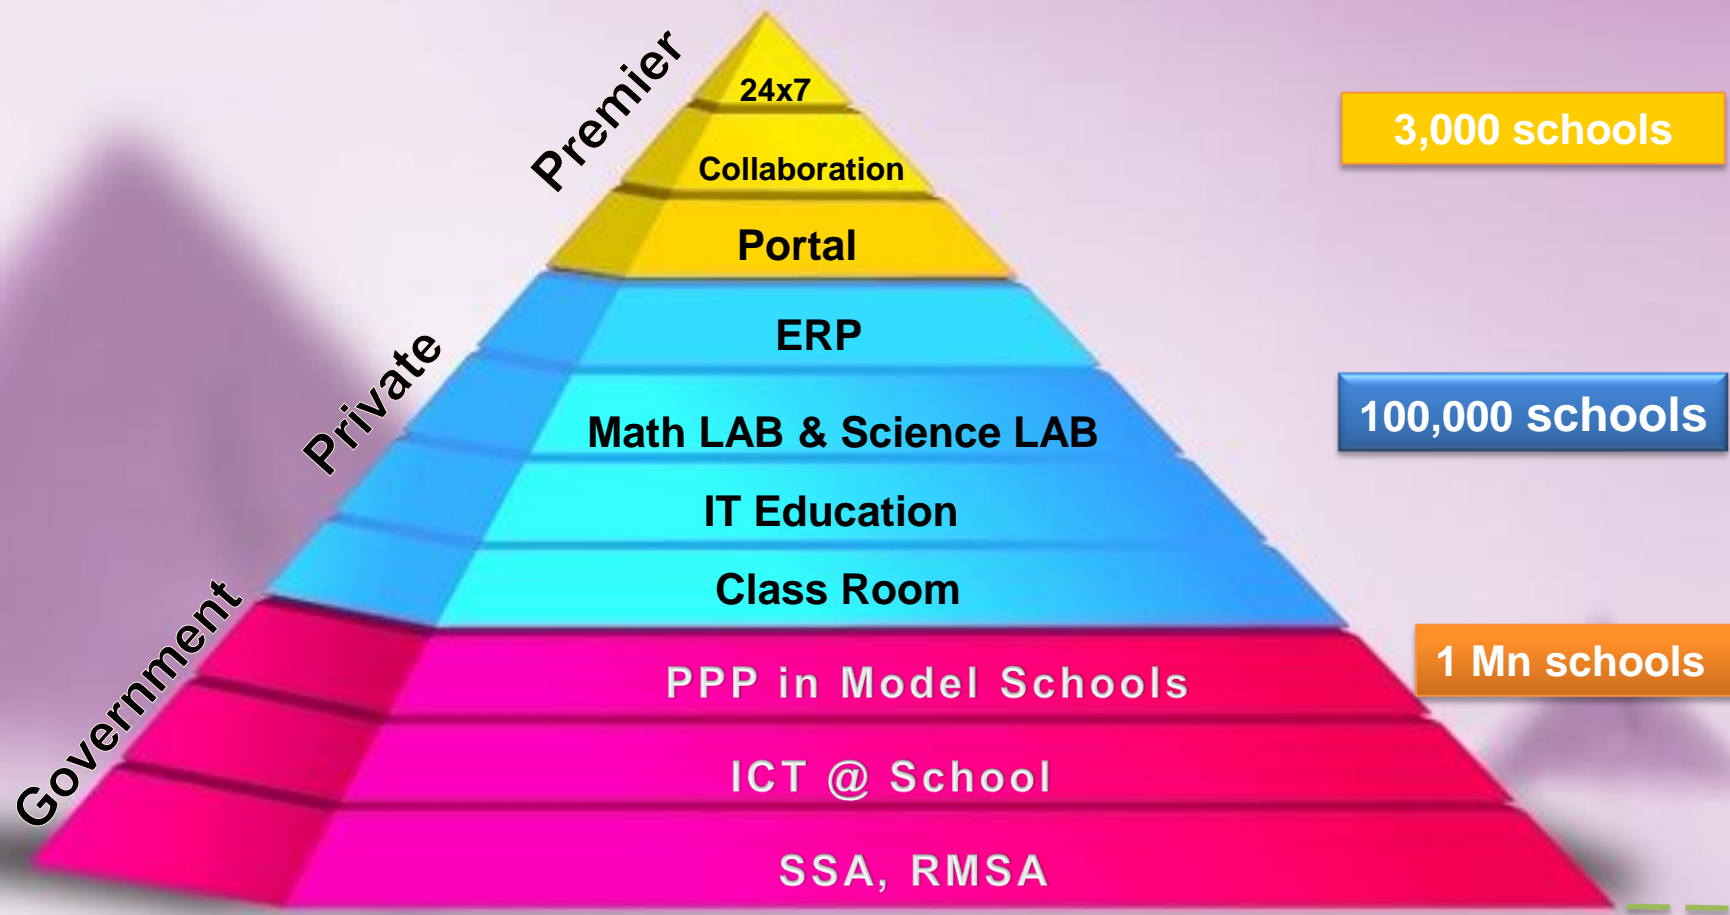 Premier
24x7
Collaboration
Portal
3,000 schools
Private
ERP
Math LAB & Science LAB
IT Education
Class Room
100,000 schools
Government
PPP in Model Schools
ICT @ School
SSA, RMSA
1 Mn schools